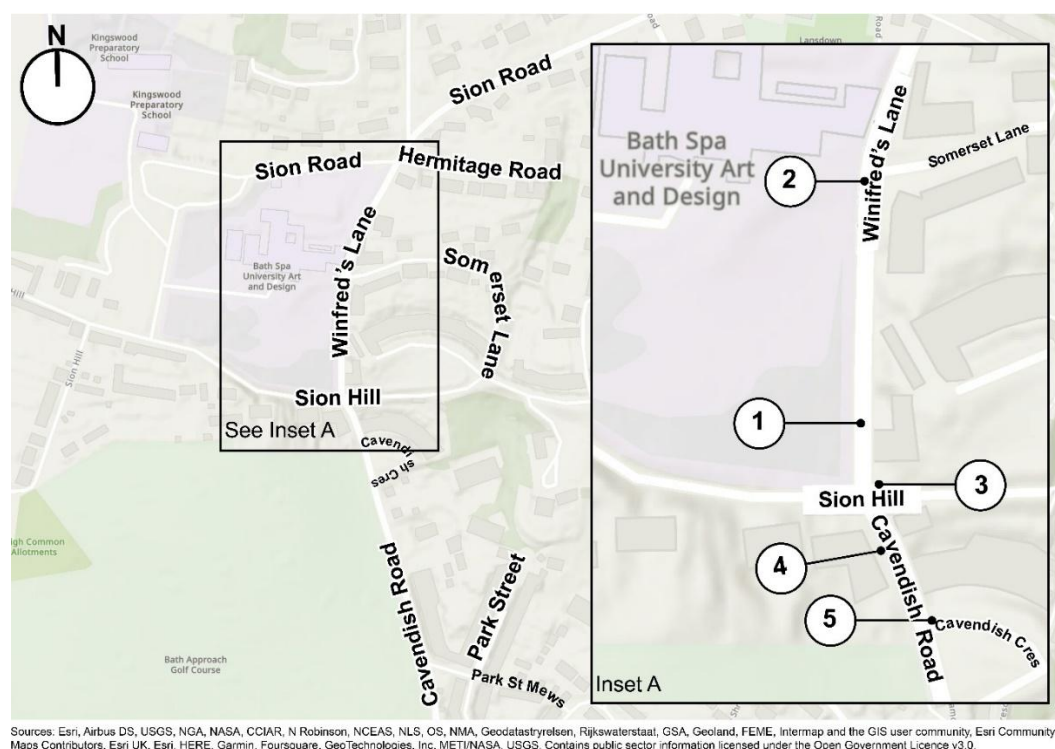 N
Kingswood
Preparatory
School
Kingswood
Preparatory
School
Sion Road
Sion Road
Hermitage Road
Bath Spa
University Art
and Design
Winfred's Lane
Somerset Lane
Hill
Sion Hill
Sion Hill
See Inset A
Cavendish Cres
gh Common
Allotments
Cavendish Road
Park Street
Bath Approach
Golf Course
Park St Mews
Lansdown
Road
Bath Spa
University Art
and Design
Winifred's Lane
Somerset Lane
2
1
3
Sion Hill
4
Cavendish Road
5
Cavendish Cres
Inset A
Sources: Esri, Airbus DS, USGS, NGA, NASA, CCIAR, N Robinson, NCEAS, NLS, OS, NMA, Geodatastyrelsen, Rijkswaterstaat, GSA, Geoland, FEME, Intermap and the GIS user community, Esri Community
Maps Contributors, Esri UK, Esri, HERE, Garmin, Foursquare, GeoTechnologies, Inc, METI/NASA, USGS, Contains public sector information licensed under the Open Government Licence v3.0